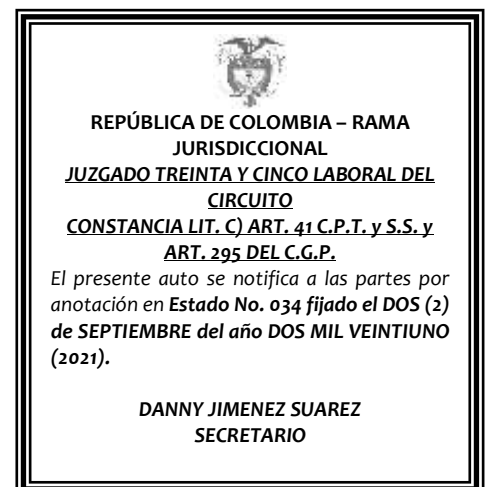 REPÚBLICA DE COLOMBIA – RAMA
JURISDICCIONAL
JUZGADO TREINTA Y CINCO LABORAL DEL
CIRCUITO
CONSTANCIA LIT. C) ART. 41 C.P.T. y S.S. y
ART. 295 DEL C.G.P.
El presente auto se notifica a las partes por
anotación en Estado No. 034 fijado el DOS (2)
de SEPTIEMBRE del año DOS MIL VEINTIUNO
(2021).
DANNY JIMENEZ SUAREZ
SECRETARIO